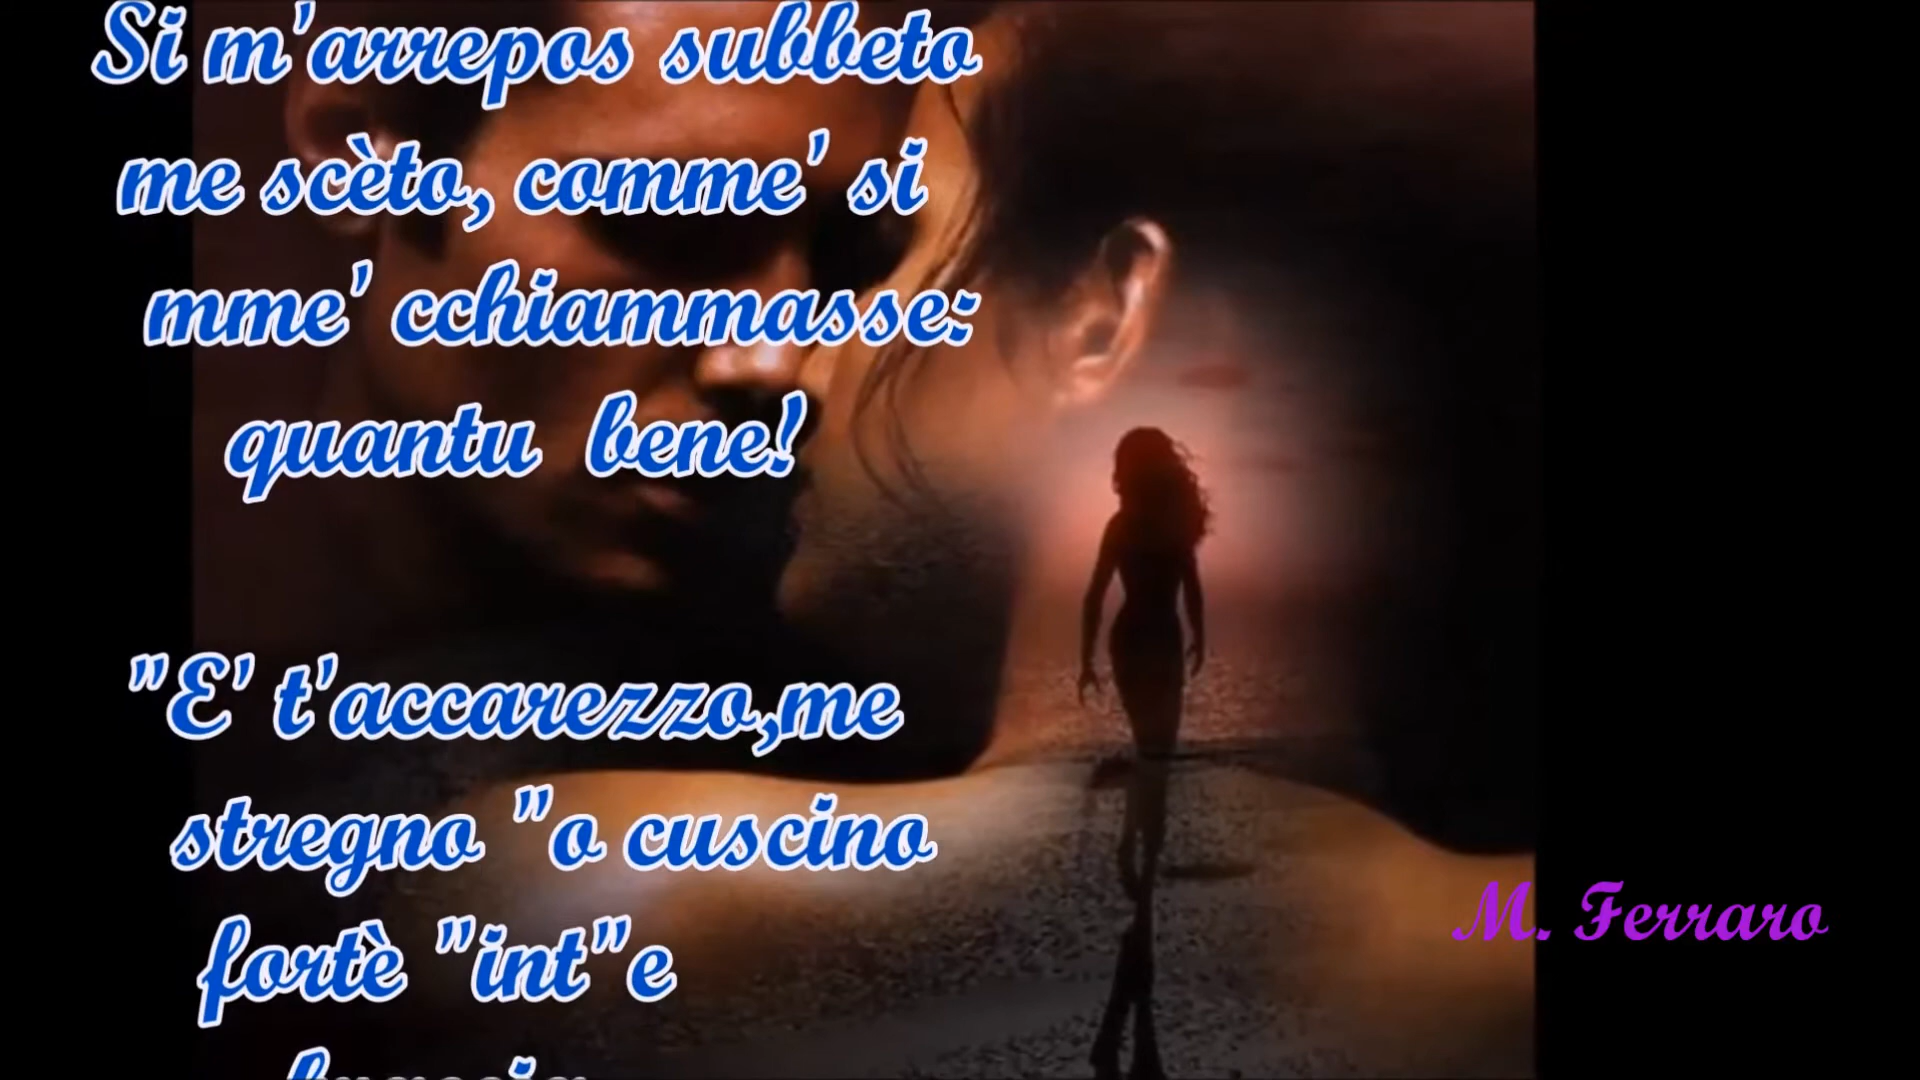 Si m'arrepos subbeto
me scèto, comme' si
mme' cchiammasse:
quantu bene!
"E' t'accarezzo,me
stregno "o cuscino
fortè "int"e
M. Ferraro